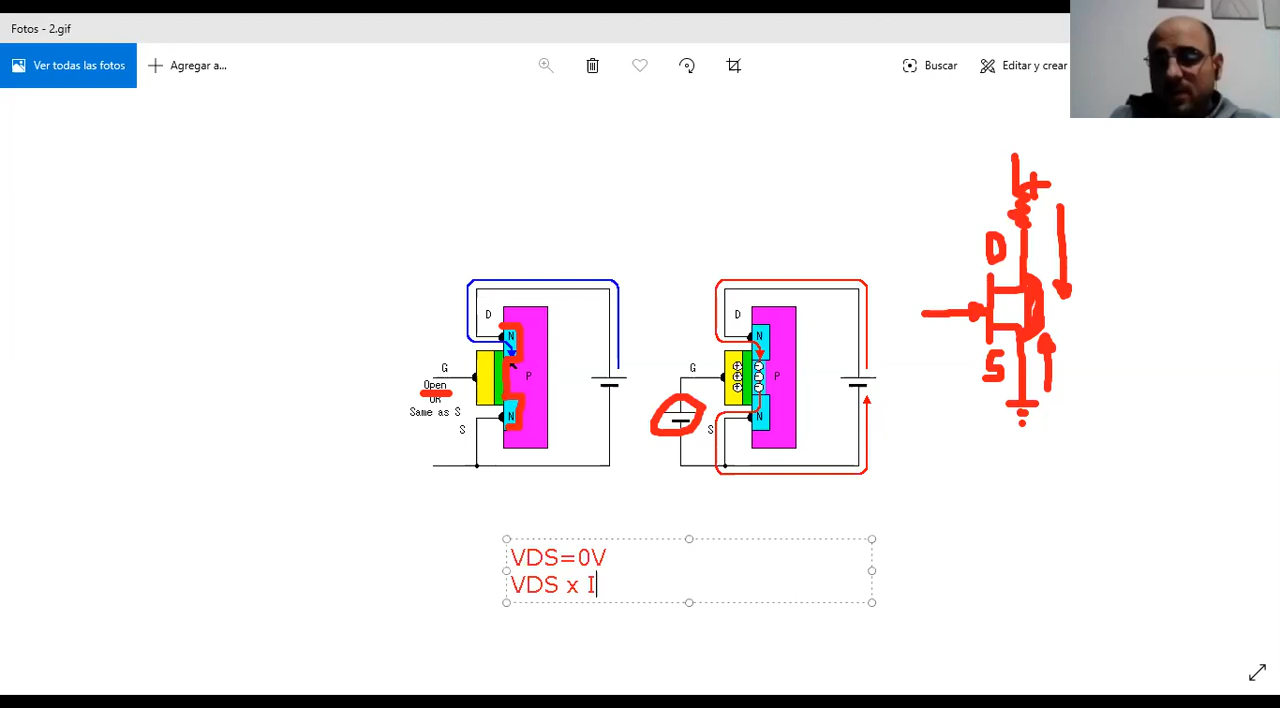 Fotos - 2.gif
Ver todas las fotos
Agregar a...
Buscar
Editar y crear
D
N
G
P
Open
OR
Same as S
N
S
D
N
G
P
S
N
+
D
S
VDS=0V
VDS x I